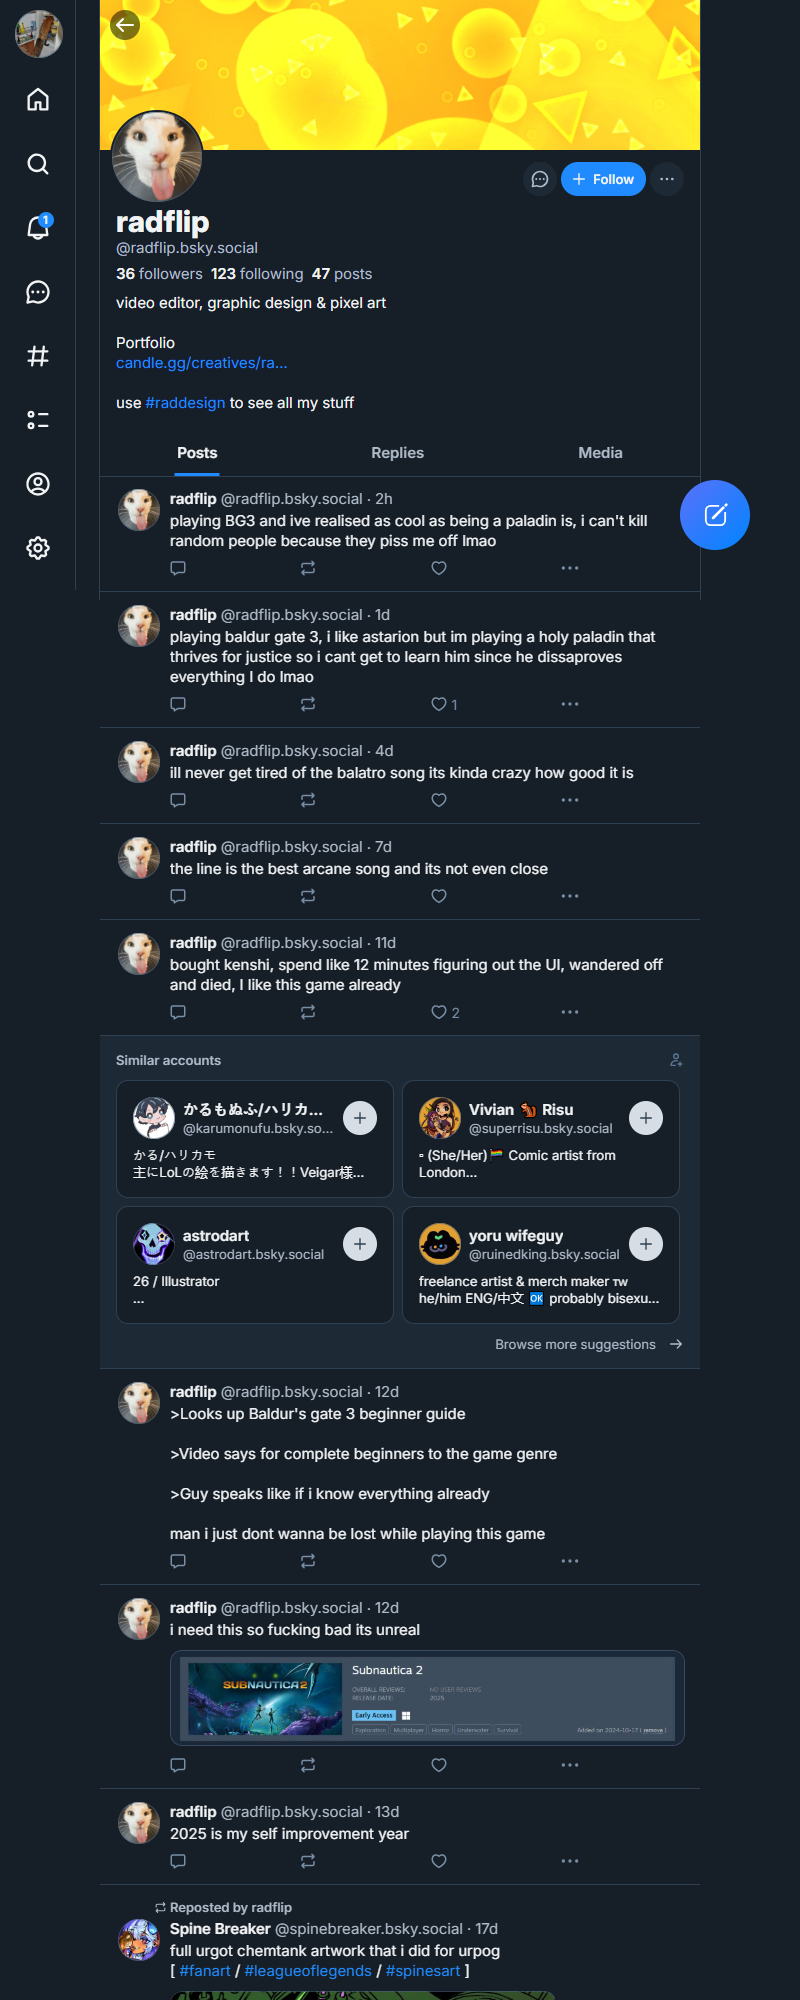 1
Follow
radflip
@radflip.bsky.social
36 followers 123 following 47 posts
video editor, graphic design & pixel art
Portfolio
candle.gg/creatives/ra...
use #raddesign to see all my stuff
Posts Replies Media
radflip @radflip.bsky.social · 2h
playing BG3 and ive realised as cool as being a paladin is, i can't kill
random people because they piss me off lmao
radflip @radflip.bsky.social · 1d
playing baldur gate 3, i like astarion but im playing a holy paladin that
thrives for justice so i cant get to learn him since he dissaproves
everything I do lmao
1
radflip @radflip.bsky.social · 4d
ill never get tired of the balatro song its kinda crazy how good it is
radflip @radflip.bsky.social · 7d
the line is the best arcane song and its not even close
radflip @radflip.bsky.social · 11d
bought kenshi, spend like 12 minutes figuring out the UI, wandered off
and died, I like this game already
2
Similar accounts
かるもぬふ/ハリカ...
@karumonufu.bsky.so...
かる/ハリカモ
主にLoLの絵を描きます！！Veigar様...
Vivian 🐿️ Risu
@superrisu.bsky.social
▫️ (She/Her)🏳️‍🌈 Comic artist from
London...
astrodart
@astrodart.bsky.social
26 / Illustrator
...
yoru wifeguy
@ruinedking.bsky.social
freelance artist & merch maker ᴛᴡ
he/him ENG/中文 🆗 probably bisexu...
Browse more suggestions
radflip @radflip.bsky.social · 12d
>Looks up Baldur's gate 3 beginner guide
>Video says for complete beginners to the game genre
>Guy speaks like if i know everything already
man i just dont wanna be lost while playing this game
radflip @radflip.bsky.social · 12d
i need this so fucking bad its unreal
SUBNAUTICA 2
Subnautica 2
OVERALL REVIEWS: NO USER REVIEWS
RELEASE DATE: 2025
Early Access
Exploration Multiplayer Horror Underwater Survival
Added on 2024-10-17 ( remove )
radflip @radflip.bsky.social · 13d
2025 is my self improvement year
Reposted by radflip
Spine Breaker @spinebreaker.bsky.social · 17d
full urgot chemtank artwork that i did for urpog
[ #fanart / #leagueoflegends / #spinesart ]